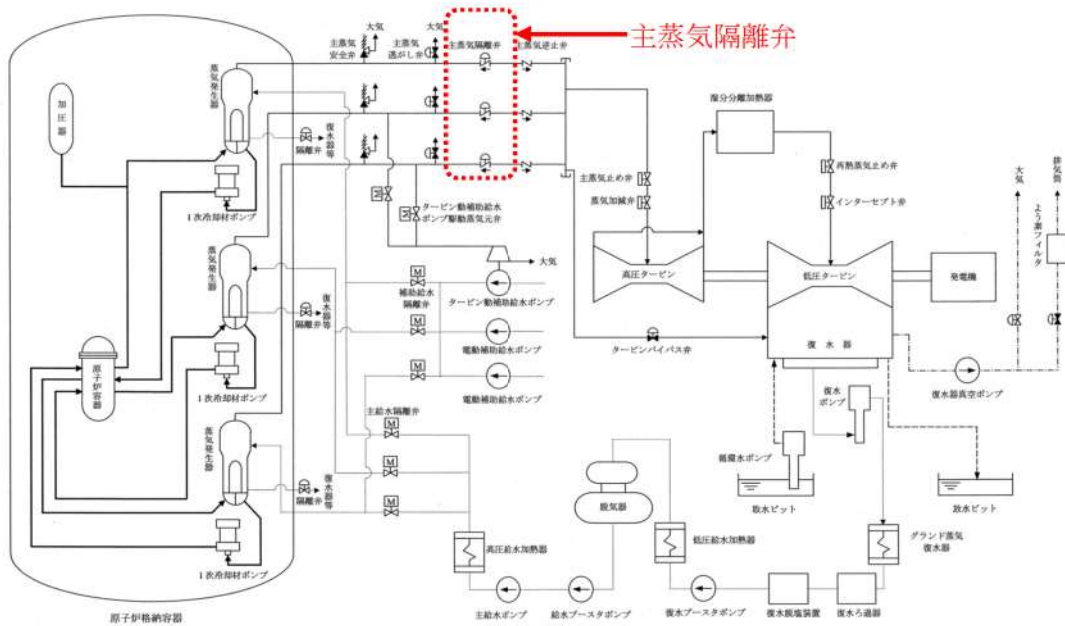 大気
大気
主蒸気隔離弁
主蒸気
安全弁
主蒸気
逃がし弁
主蒸気隔離弁
主蒸気逆止弁
蒸気発生器
加圧器
復水器等
隔離弁
1次冷却材ポンプ
湿分分離加熱器
主蒸気止め弁
蒸気加減弁
再熱蒸気止め弁
インターセプト弁
大気
排気筒
よう素フィルタ
M
M
タービン動補助給水
ポンプ駆動蒸気元弁
大気
高圧タービン
低圧タービン
発電機
蒸気発生器
復水器等
隔離弁
M
補助給水
隔離弁
タービン動補助給水ポンプ
M
電動補助給水ポンプ
M
電動補助給水ポンプ
タービンバイパス弁
復水器
復水器真空ポンプ
原子炉容器
1次冷却材ポンプ
主給水隔離弁
M
M
M
蒸気発生器
復水器等
隔離弁
1次冷却材ポンプ
復水
ポンプ
循環水ポンプ
取水ピット
放水ピット
脱気器
高圧給水加熱器
低圧給水加熱器
グランド蒸気
復水器
主給水ポンプ
給水ブースタポンプ
復水ブースタポンプ
復水脱塩装置
復水ろ過器
原子炉格納容器